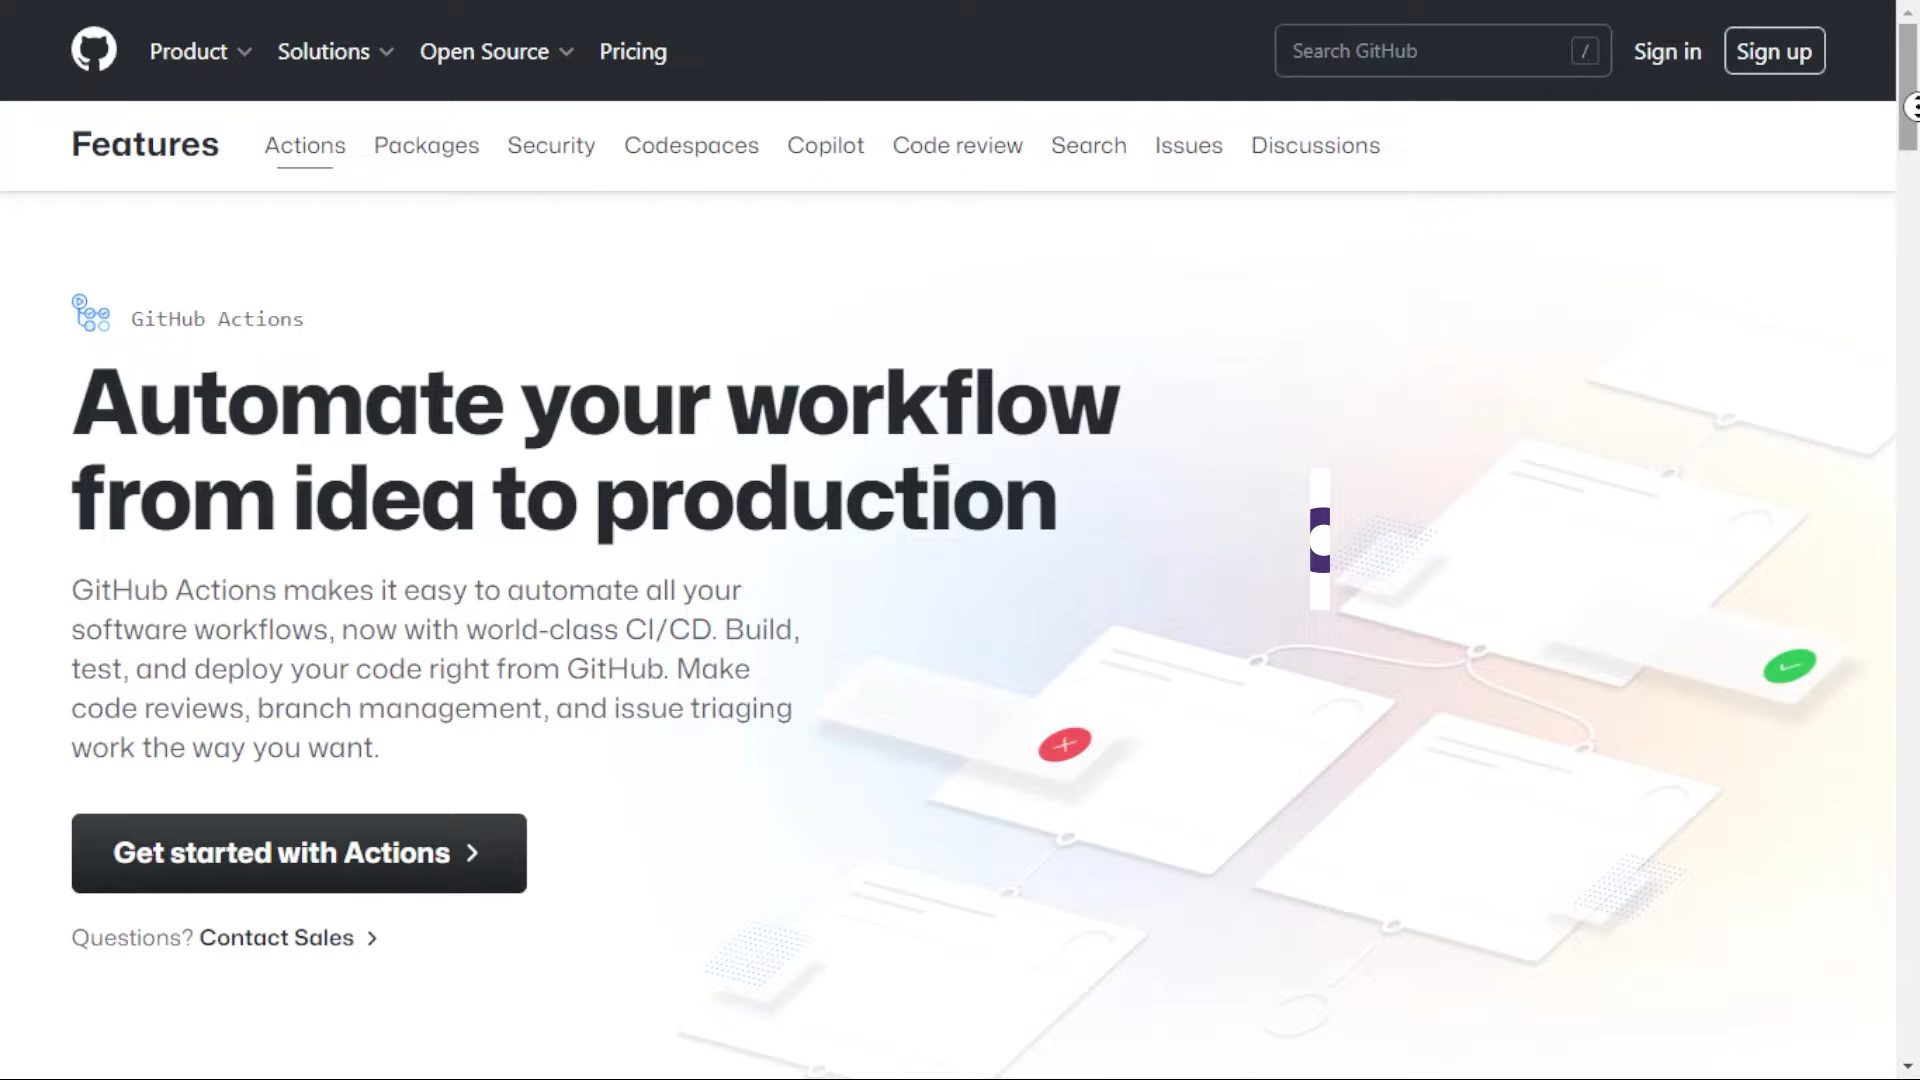 Product Solutions Open Source Pricing Search GitHub / Sign in Sign up
Features Actions Packages Security Codespaces Copilot Code review Search Issues Discussions
GitHub Actions
Automate your workflow
from idea to production
GitHub Actions makes it easy to automate all your
software workflows, now with world-class CI/CD. Build,
test, and deploy your code right from GitHub. Make
code reviews, branch management, and issue triaging
work the way you want.
Get started with Actions
Questions? Contact Sales